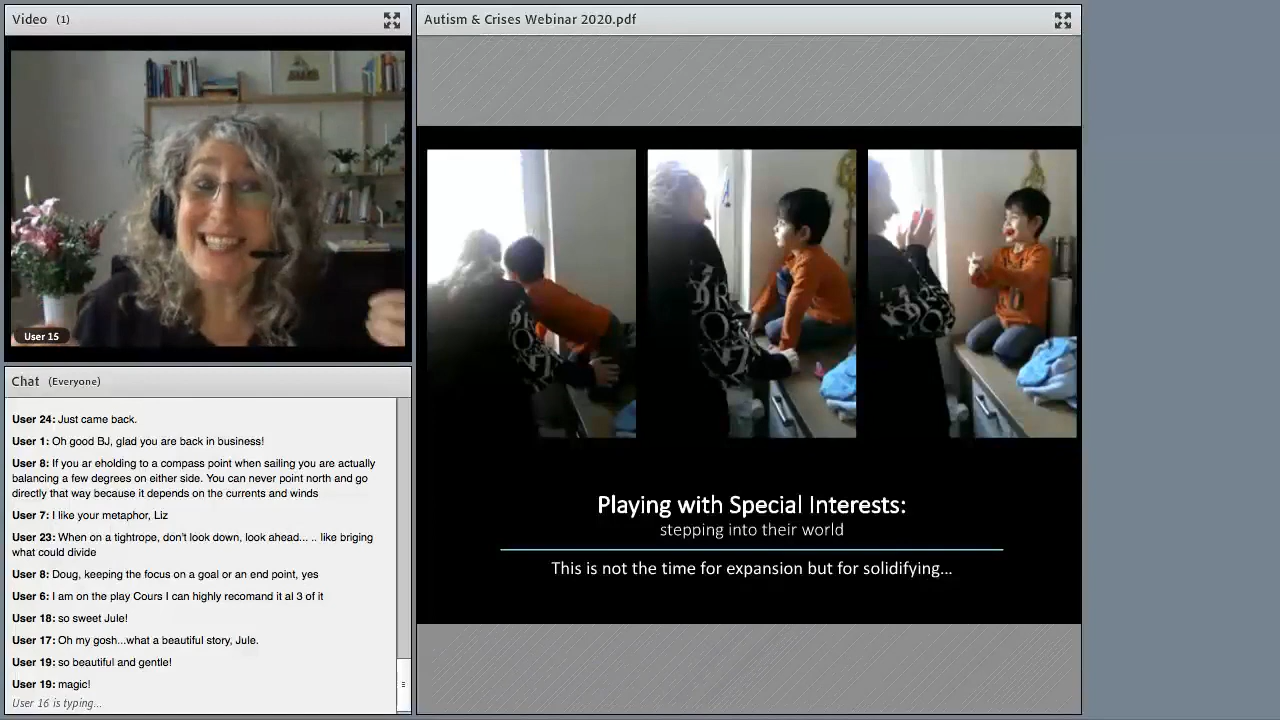 Video (1)
User 15
Chat (Everyone)
User 24: Just came back.
User 1: Oh good BJ, glad you are back in business!
User 8: If you ar eholding to a compass point when sailing you are actually
balancing a few degrees on either side. You can never point north and go
directly that way because it depends on the currents and winds
User 7: I like your metaphor, Liz
User 23: When on a tightrope, don't look down, look ahead... .. like briging
what could divide
User 8: Doug, keeping the focus on a goal or an end point, yes
User 6: I am on the play Cours I can highly recomand it al 3 of it
User 18: so sweet Jule!
User 17: Oh my gosh...what a beautiful story, Jule.
User 19: so beautiful and gentle!
User 19: magic!
User 16 is typing...
Autism & Crises Webinar 2020.pdf
Playing with Special Interests:
stepping into their world
This is not the time for expansion but for solidifying...